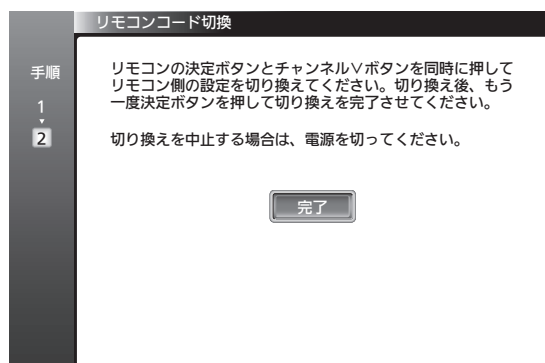 リモコンコード切換
手順
1
2
リモコンの決定ボタンとチャンネル∨ボタンを同時に押して
リモコン側の設定を切り換えてください。切り換え後、もう
一度決定ボタンを押して切り換えを完了させてください。
切り換えを中止する場合は、電源を切ってください。
完了